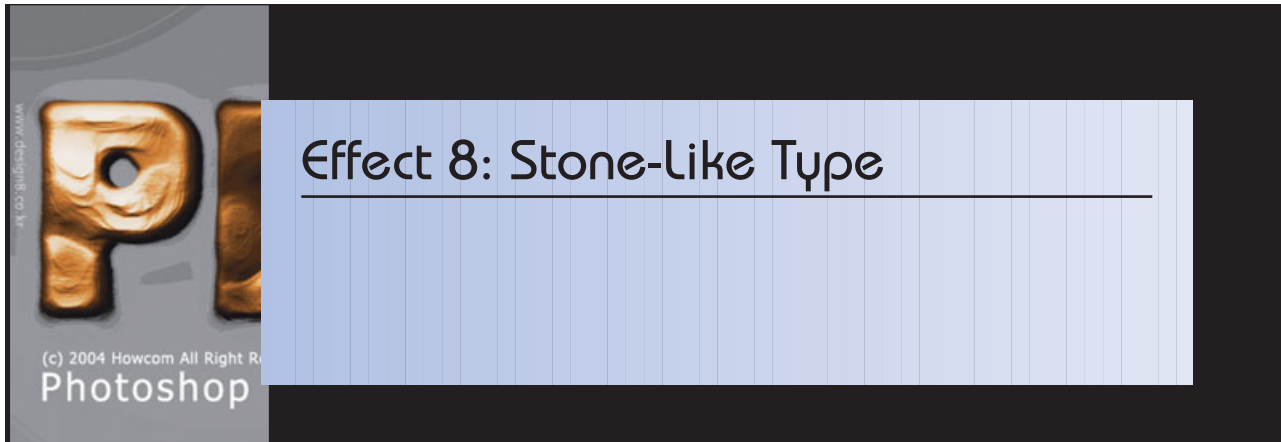 www.design8.co.kr
P
Effect 8: Stone-Like Type
(c) 2004 Howcom All Right
Photoshop